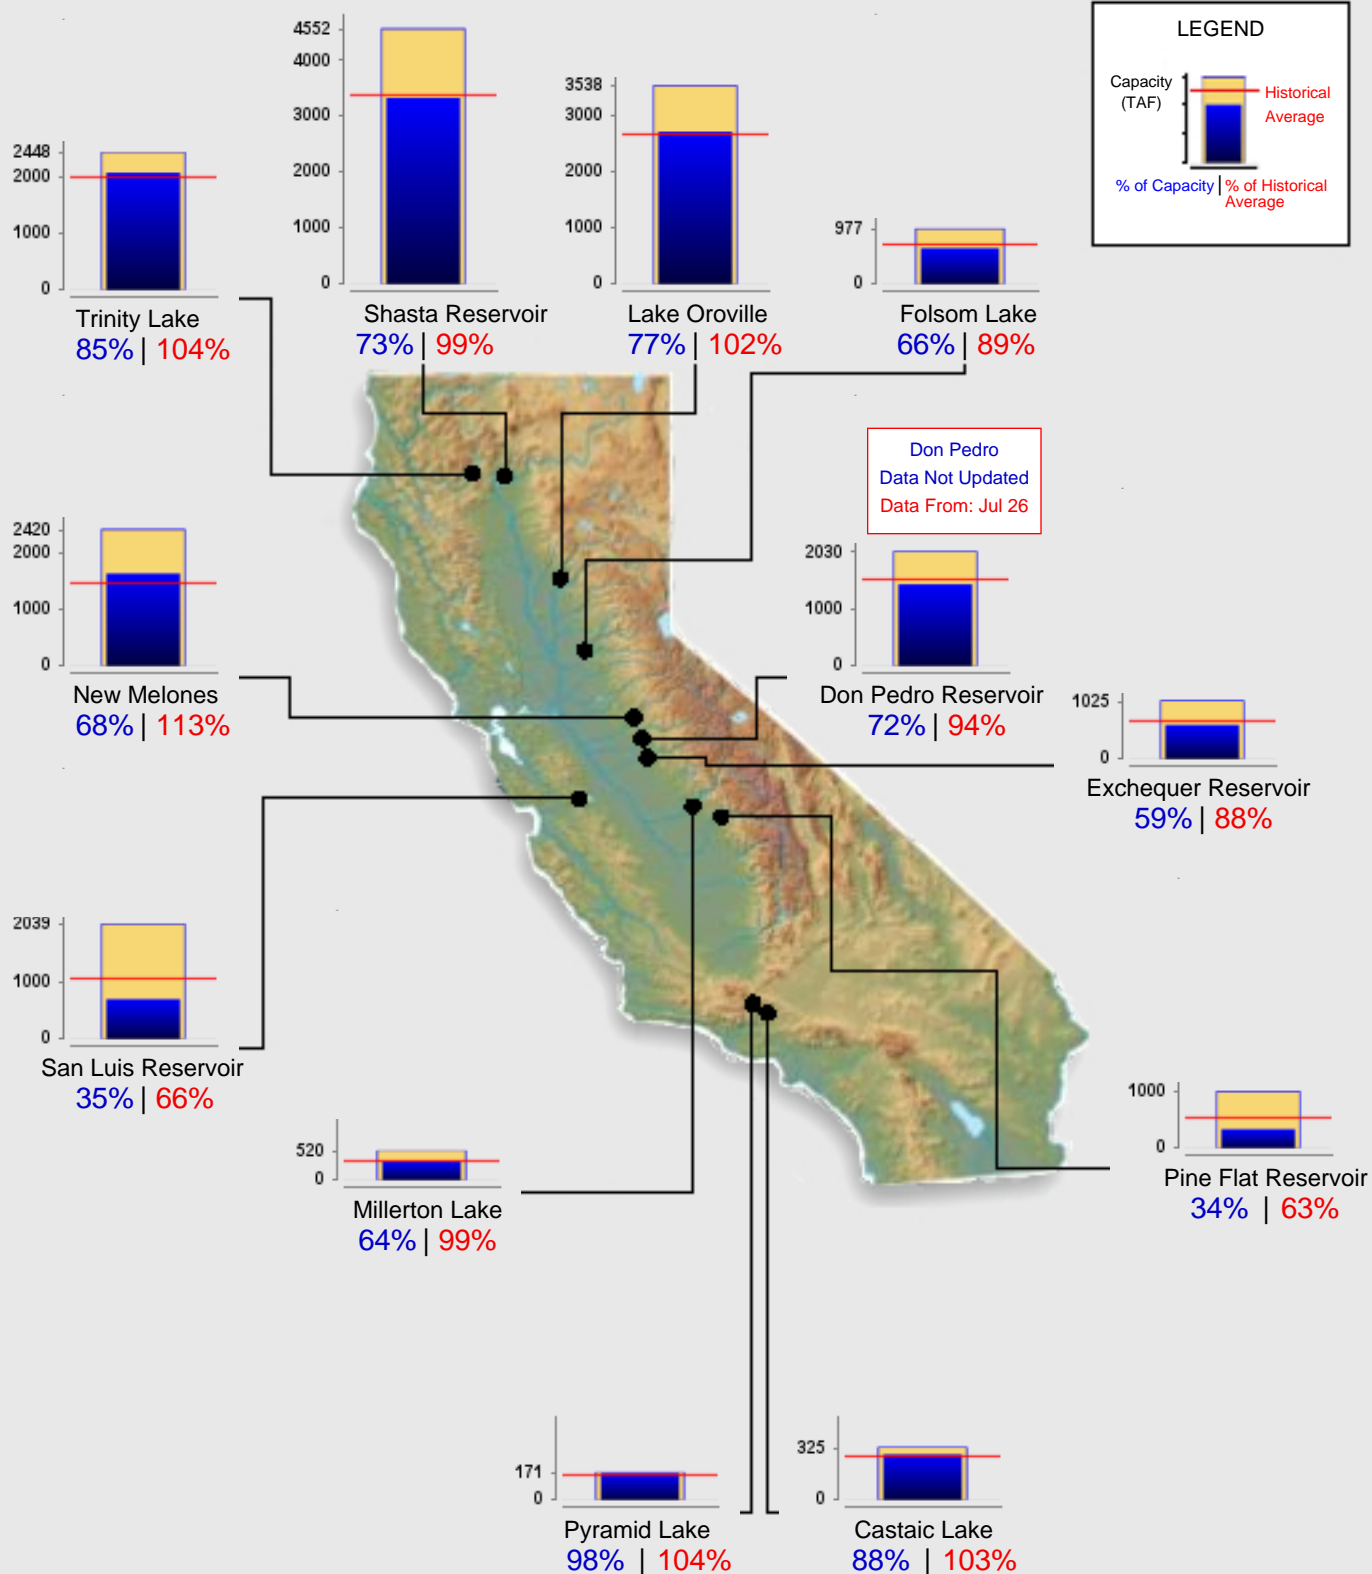 LEGEND
Capacity
(TAF)
Historical
Average
% of Capacity | % of Historical
Average
4552
4000
3000
2000
1000
0
Shasta Reservoir
73% | 99%
3538
3000
2000
1000
0
Lake Oroville
77% | 102%
2448
2000
1000
0
Trinity Lake
85% | 104%
977
0
Folsom Lake
66% | 89%
Don Pedro
Data Not Updated
Data From: Jul 26
2420
2000
1000
0
New Melones
68% | 113%
2030
1000
0
Don Pedro Reservoir
72% | 94%
1025
0
Exchequer Reservoir
59% | 88%
2039
1000
0
San Luis Reservoir
35% | 66%
520
0
Millerton Lake
64% | 99%
1000
0
Pine Flat Reservoir
34% | 63%
171
0
Pyramid Lake
98% | 104%
325
0
Castaic Lake
88% | 103%